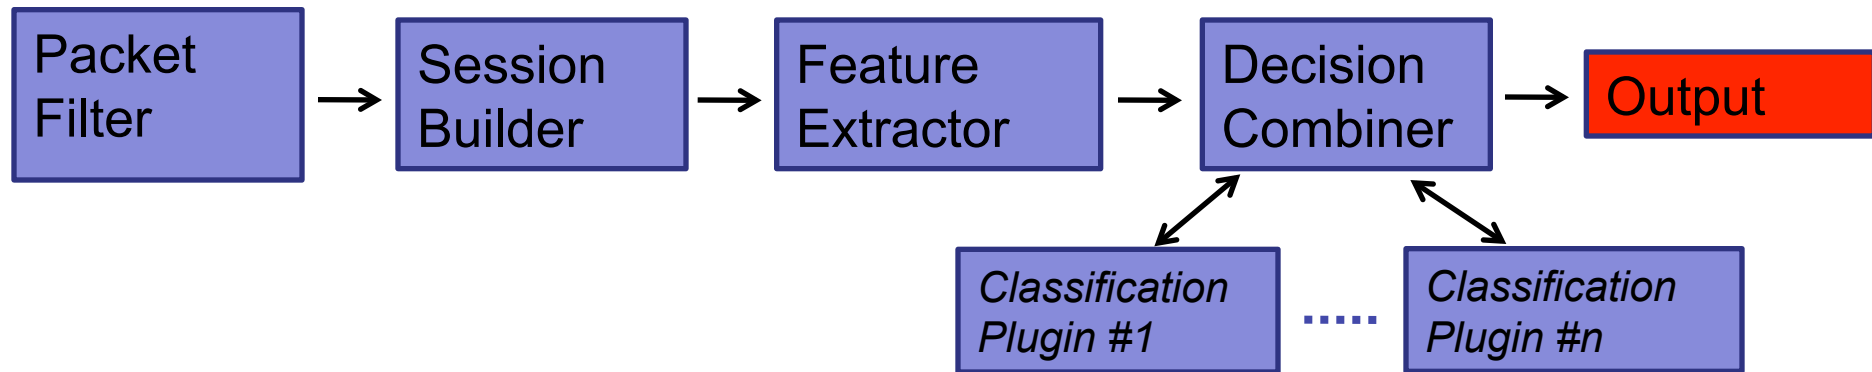 Packet
Filter
Session
Builder
Feature
Extractor
Decision
Combiner
Output
Classification
Plugin #1
Classification
Plugin #n